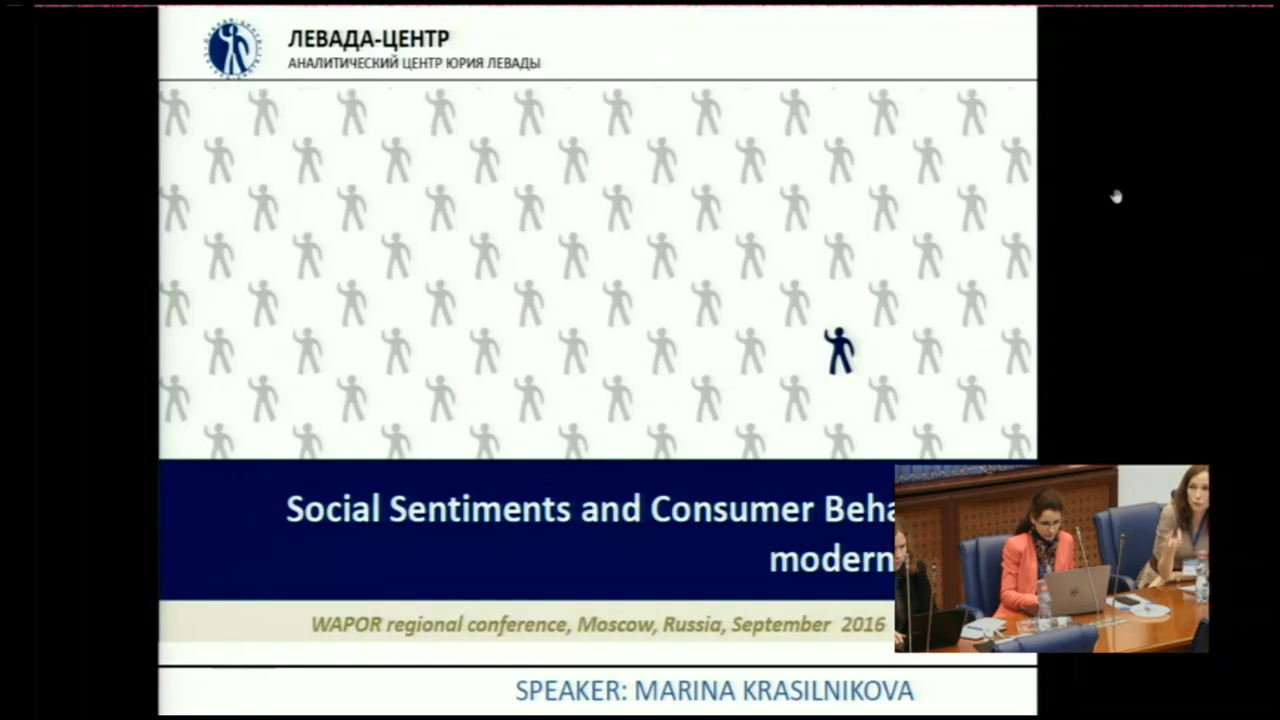 ЛЕВАДА-ЦЕНТР
АНАЛИТИЧЕСКИЙ ЦЕНТР ЮРИЯ ЛЕВАДЫ
Social Sentiments and Consumer Beha
modern
WAPOR regional conference, Moscow, Russia, September 2016
SPEAKER: MARINA KRASILNIKOVA